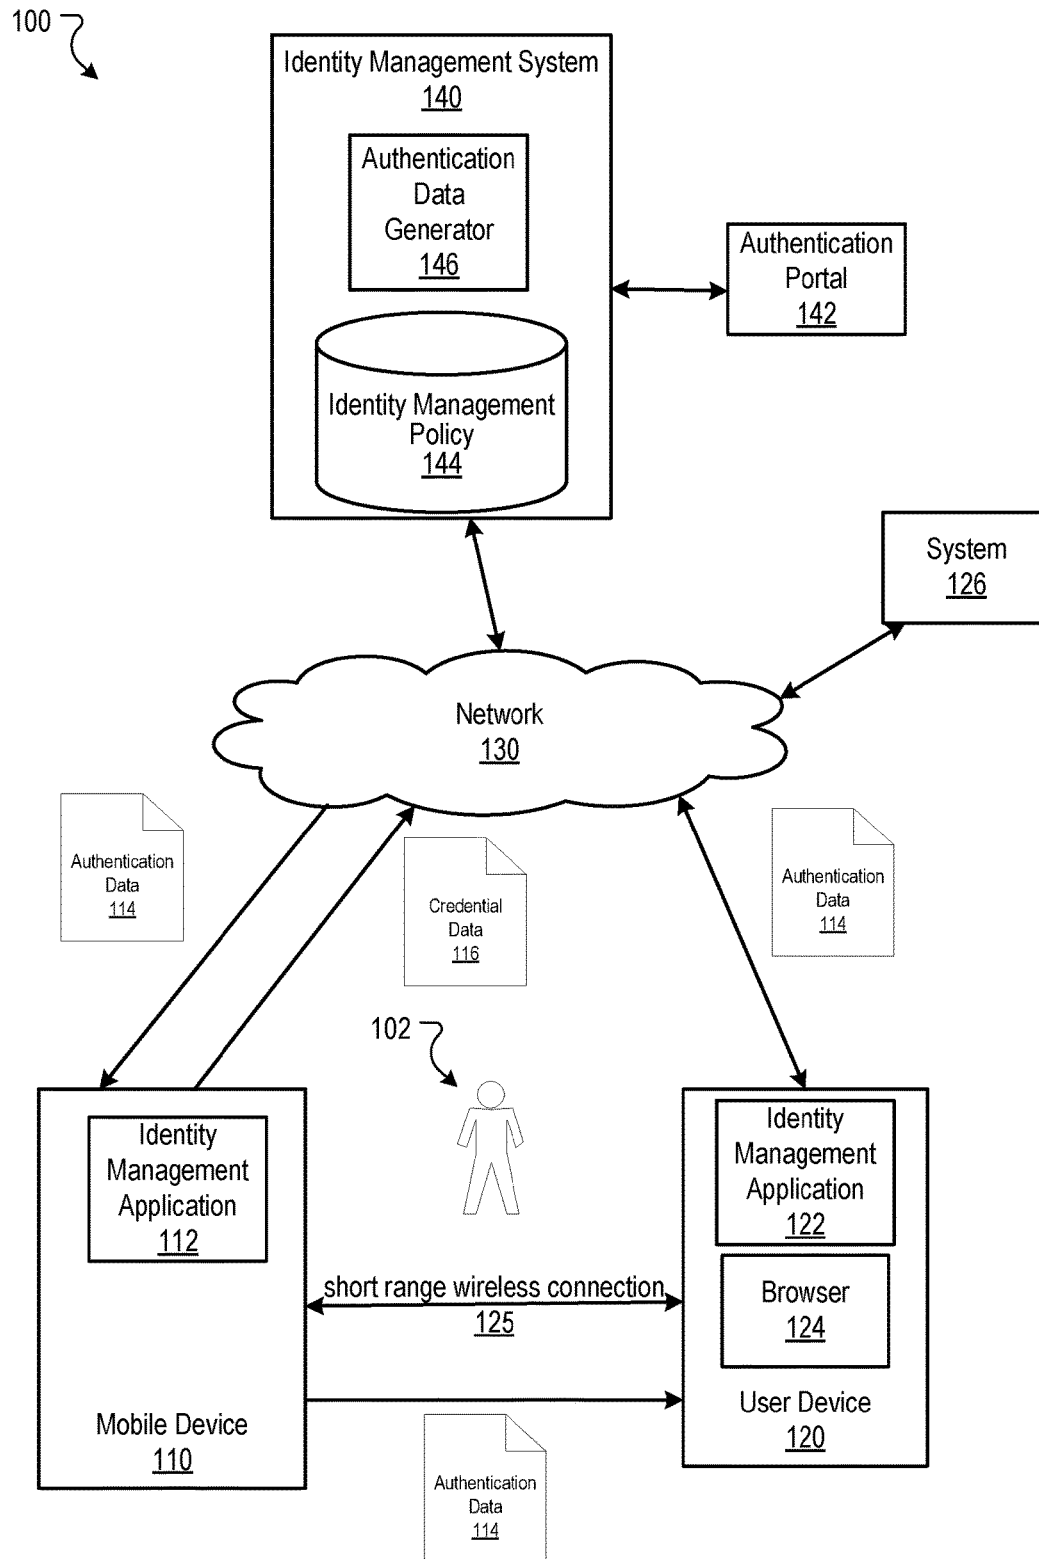 100
Identity Management System
140
Authentication
Data
Generator
146
Authentication
Portal
142
Identity Management
Policy
144
System
126
Network
130
Authentication
Data
114
Credential
Data
116
Authentication
Data
114
102
Identity
Management
Application
112
Identity
Management
Application
122
short range wireless connection
125
Browser
124
Mobile Device
110
User Device
120
Authentication
Data
114